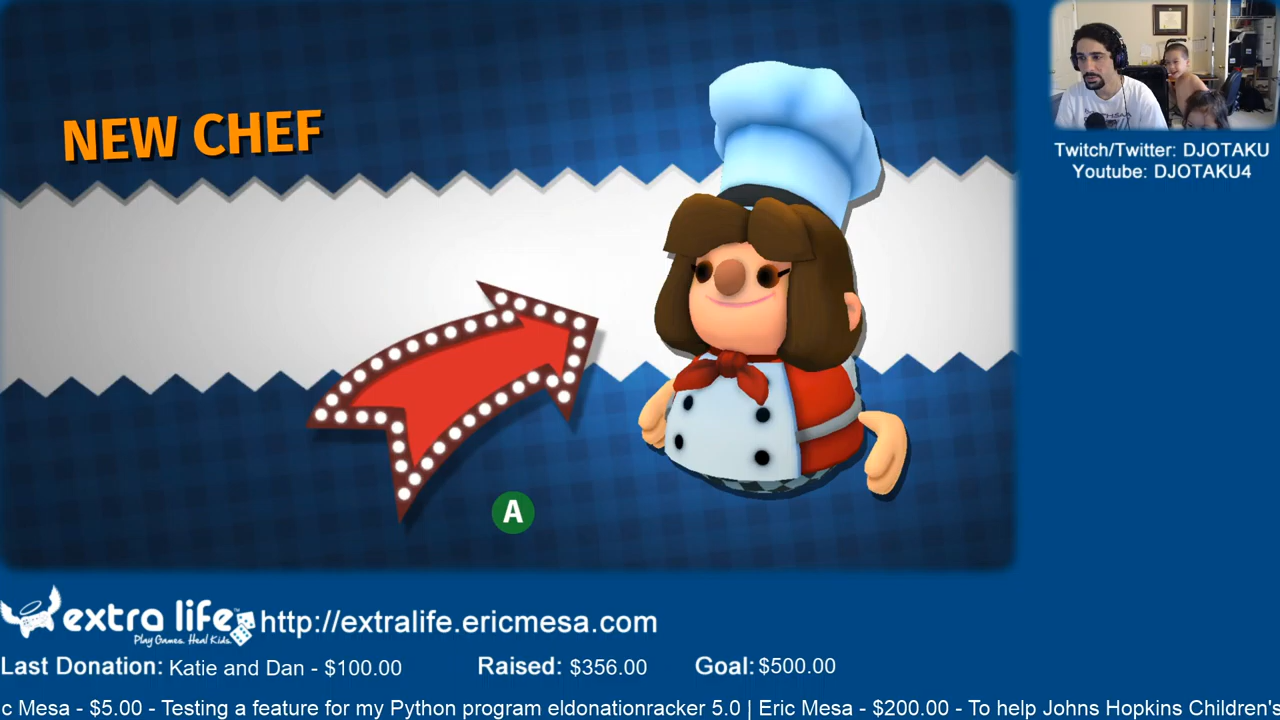 NEW CHEF
A
Twitch/Twitter: DJOTAKU
Youtube: DJOTAKU4
extra life
Play Games. Heal Kids.
http://extralife.ericmesa.com
Last Donation: Katie and Dan - $100.00 Raised: $356.00 Goal: $500.00
c Mesa - $5.00 - Testing a feature for my Python program eldonationracker 5.0 | Eric Mesa - $200.00 - To help Johns Hopkins Children's